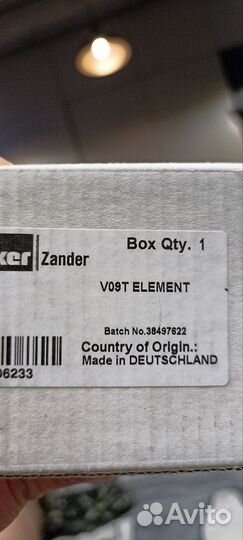 ker Zander
Box Qty. 1
V09T ELEMENT
Batch No.38497622
Country of Origin.:
Made in DEUTSCHLAND
06233
Avito